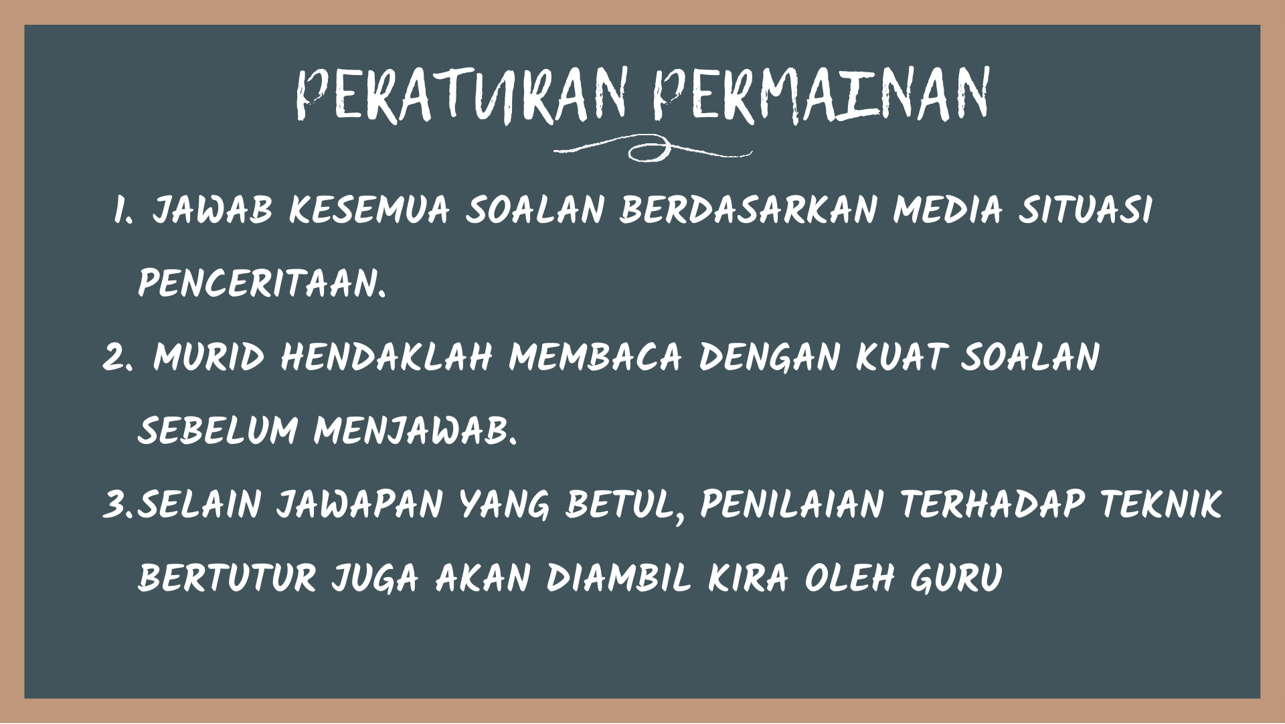 PERATURAN PERMAINAN
1. JAWAB KESEMUA SOALAN BERDASARKAN MEDIA SITUASI
PENCERITAAN.
2. MURID HENDAKLAH MEMBACA DENGAN KUAT SOALAN
SEBELUM MENJAWAB.
3.SELAIN JAWAPAN YANG BETUL, PENILAIAN TERHADAP TEKNIK
BERTUTUR JUGA AKAN DIAMBIL KIRA OLEH GURU